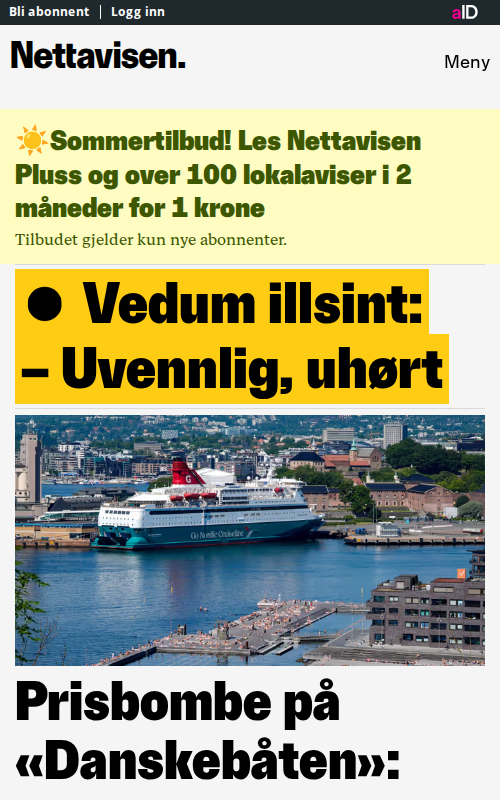 Bli abonnent | Logg inn
aID
Nettavisen.
Meny
☀️Sommertilbud! Les Nettavisen
Pluss og over 100 lokalaviser i 2
måneder for 1 krone
Tilbudet gjelder kun nye abonnenter.
● Vedum illsint:
– Uvennlig, uhørt
G
Go Nordic Cruiseline
Prisbombe på
«Danskebåten»: